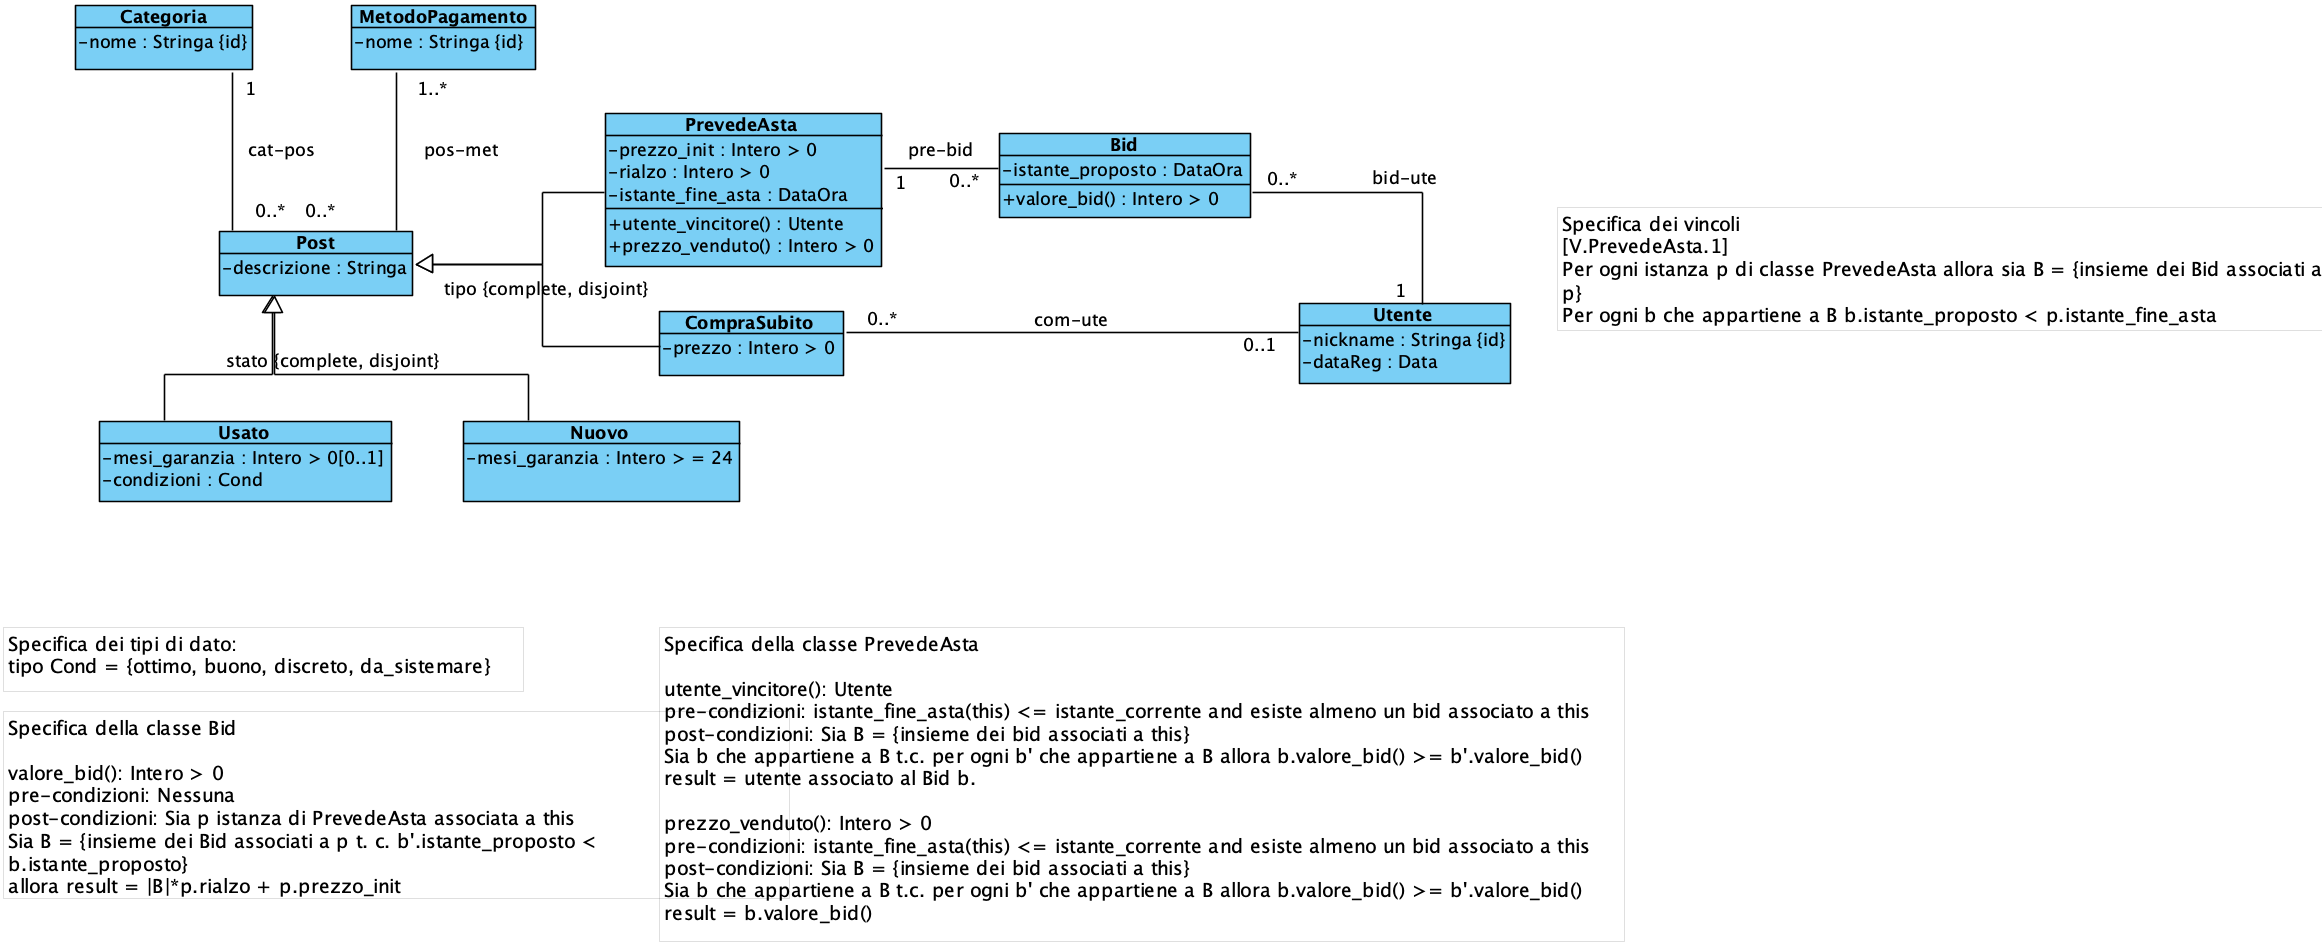 Categoria
-nome : Stringa {id}
MetodoPagamento
-nome : Stringa {id}
1
1..*
cat-pos
pos-met
0..*
0..*
Post
-descrizione : Stringa
tipo {complete, disjoint}
stato {complete, disjoint}
Usato
-mesi_garanzia : Intero > 0[0..1]
-condizioni : Cond
Nuovo
-mesi_garanzia : Intero > = 24
PrevedeAsta
-prezzo_init : Intero > 0
-rialzo : Intero > 0
-istante_fine_asta : DataOra
+utente_vincitore() : Utente
+prezzo_venduto() : Intero > 0
pre-bid
1
0..*
Bid
-istante_proposto : DataOra
+valore_bid() : Intero > 0
0..*
bid-ute
1
CompraSubito
-prezzo : Intero > 0
0..*
com-ute
0..1
Utente
-nickname : Stringa {id}
-dataReg : Data
Specifica dei vincoli
[V.PrevedeAsta.1]
Per ogni istanza p di classe PrevedeAsta allora sia B = {insieme dei Bid associati a
p}
Per ogni b che appartiene a B b.istante_proposto < p.istante_fine_asta
Specifica dei tipi di dato:
tipo Cond = {ottimo, buono, discreto, da_sistemare}
Specifica della classe Bid
valore_bid(): Intero > 0
pre-condizioni: Nessuna
post-condizioni: Sia p istanza di PrevedeAsta associata a this
Sia B = {insieme dei Bid associati a p t. c. b'.istante_proposto <
b.istante_proposto}
allora result = |B|*p.rialzo + p.prezzo_init
Specifica della classe PrevedeAsta
utente_vincitore(): Utente
pre-condizioni: istante_fine_asta(this) <= istante_corrente and esiste almeno un bid associato a this
post-condizioni: Sia B = {insieme dei bid associati a this}
Sia b che appartiene a B t.c. per ogni b' che appartiene a B allora b.valore_bid() >= b'.valore_bid()
result = utente associato al Bid b.
prezzo_venduto(): Intero > 0
pre-condizioni: istante_fine_asta(this) <= istante_corrente and esiste almeno un bid associato a this
post-condizioni: Sia B = {insieme dei bid associati a this}
Sia b che appartiene a B t.c. per ogni b' che appartiene a B allora b.valore_bid() >= b'.valore_bid()
result = b.valore_bid()